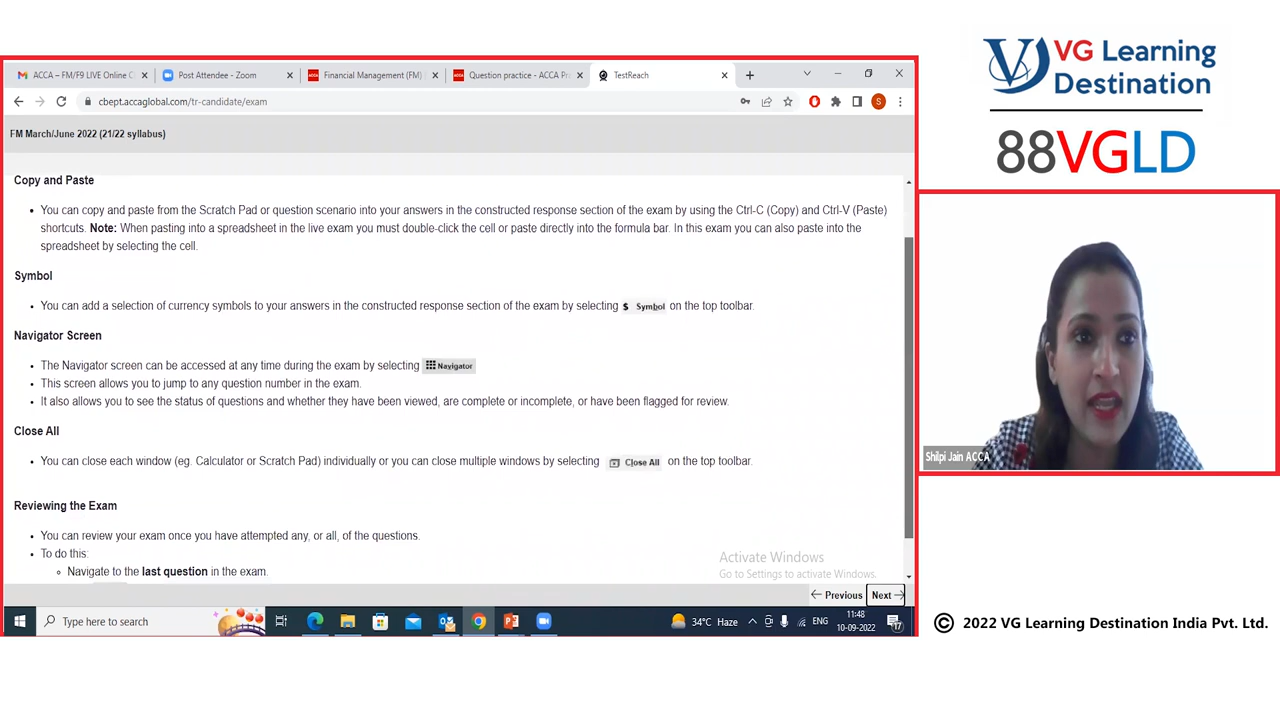 VG Learning
Destination
88VGLD
ACCA – FM/F9 LIVE Online C
Post Attendee - Zoom
Financial Management (FM)
Question practice - ACCA Pr
TestReach
cbept.accaglobal.com/tr-candidate/exam
S
FM March/June 2022 (21/22 syllabus)
Copy and Paste
• You can copy and paste from the Scratch Pad or question scenario into your answers in the constructed response section of the exam by using the Ctrl-C (Copy) and Ctrl-V (Paste)
shortcuts. Note: When pasting into a spreadsheet in the live exam you must double-click the cell or paste directly into the formula bar. In this exam you can also paste into the
spreadsheet by selecting the cell.
Symbol
• You can add a selection of currency symbols to your answers in the constructed response section of the exam by selecting $ Symbol on the top toolbar.
Navigator Screen
• The Navigator screen can be accessed at any time during the exam by selecting Navigator
• This screen allows you to jump to any question number in the exam.
• It also allows you to see the status of questions and whether they have been viewed, are complete or incomplete, or have been flagged for review.
Close All
• You can close each window (eg. Calculator or Scratch Pad) individually or you can close multiple windows by selecting Close All on the top toolbar.
Reviewing the Exam
• You can review your exam once you have attempted any, or all, of the questions.
• To do this:
◦ Navigate to the last question in the exam.
Activate Windows
Go to Settings to activate Windows.
← Previous
Next →
Type here to search
34°C Haze
ENG
11:48
10-09-2022
17
Shilpi Jain ACCA
© 2022 VG Learning Destination India Pvt. Ltd.